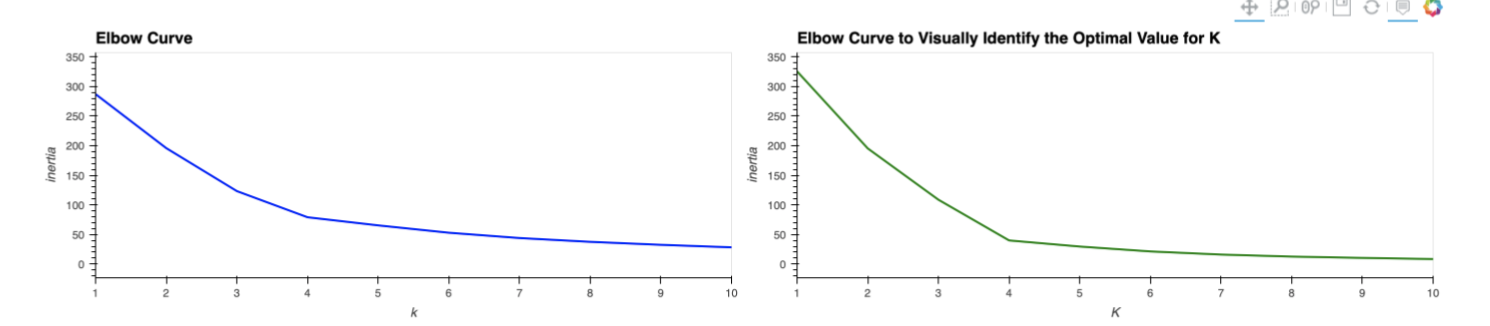 Elbow Curve
350
300
250
200
150
100
50
0
inertia
1 2 3 4 5 6 7 8 9 10
k
Elbow Curve to Visually Identify the Optimal Value for K
350
300
250
200
150
100
50
0
inertia
1 2 3 4 5 6 7 8 9 10
K